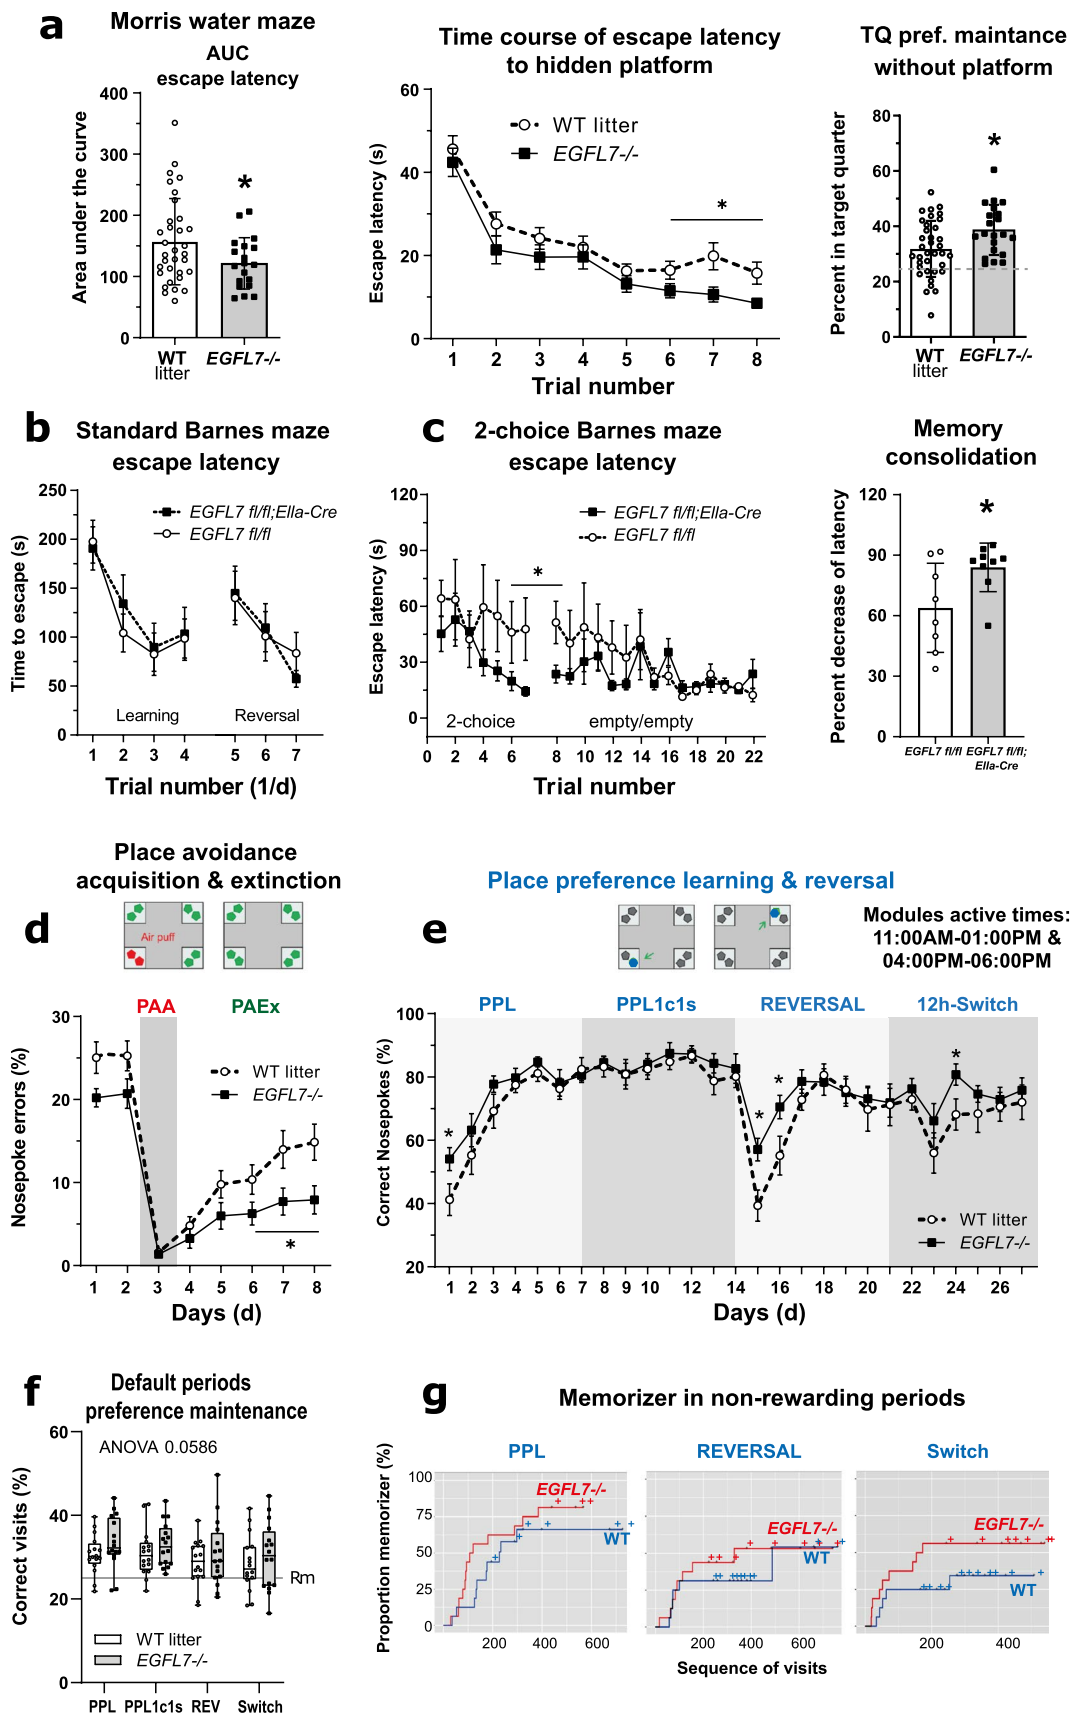 a
Morris water maze
AUC
escape latency
Area under the curve
400
300
200
100
0
*
WT
litter
EGFL7-/-
Time course of escape latency
to hidden platform
Escape latency (s)
60
40
20
0
WT litter
EGFL7-/-
*
1 2 3 4 5 6 7 8
Trial number
TQ pref. maintance
without platform
Percent in target quarter
80
60
40
20
0
*
WT
litter
EGFL7-/-
b
Standard Barnes maze
escape latency
Time to escape (s)
250
200
150
100
50
0
EGFL7 fl/fl;Ella-Cre
EGFL7 fl/fl
Learning
Reversal
1 2 3 4 5 6 7
Trial number (1/d)
c
2-choice Barnes maze
escape latency
Escape latency (s)
120
90
60
30
0
EGFL7 fl/fl;Ella-Cre
EGFL7 fl/fl
*
2-choice
empty/empty
0 2 4 6 8 10 12 14 16 18 20 22
Trial number
Memory
consolidation
Percent decrease of latency
120
90
60
30
0
*
EGFL7 fl/fl
EGFL7 fl/fl;
Ella-Cre
d
Place avoidance
acquisition & extinction
Air puff
PAA
PAEx
Nosepoke errors (%)
30
20
10
0
WT litter
EGFL7-/-
*
1 2 3 4 5 6 7 8
Days (d)
e
Place preference learning & reversal
Modules active times:
11:00AM-01:00PM &
04:00PM-06:00PM
PPL
PPL1c1s
REVERSAL
12h-Switch
Correct Nosepokes (%)
100
80
60
40
20
*
*
*
*
WT litter
EGFL7-/-
1 2 3 4 5 6 7 8 9 10 12 14 16 18 20 22 24 26
Days (d)
f
Default periods
preference maintenance
Correct visits (%)
60
40
20
0
ANOVA 0.0586
Rm
WT litter
EGFL7-/-
PPL PPL1c1s REV Switch
g
Memorizer in non-rewarding periods
PPL
REVERSAL
Switch
Proportion memorizer (%)
100
75
50
25
0
EGFL7-/-
WT
EGFL7-/-
WT
EGFL7-/-
WT
200 400 600
200 400 600
200 400
Sequence of visits